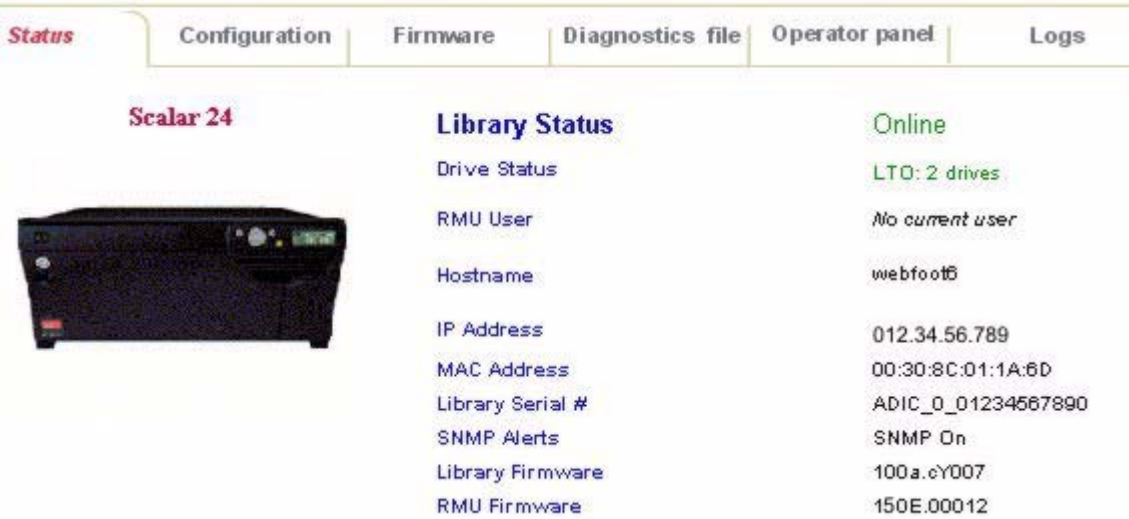 Status Configuration Firmware Diagnostics file Operator panel Logs
Scalar 24
Library Status Online
Drive Status LTO: 2 drives
RMU User No current user
Hostname webfoot6
IP Address 012.34.56.789
MAC Address 00:30:8C:01:1A:6D
Library Serial # ADIC_0_01234567890
SNMP Alerts SNMP On
Library Firmware 100a.cY007
RMU Firmware 150E.00012